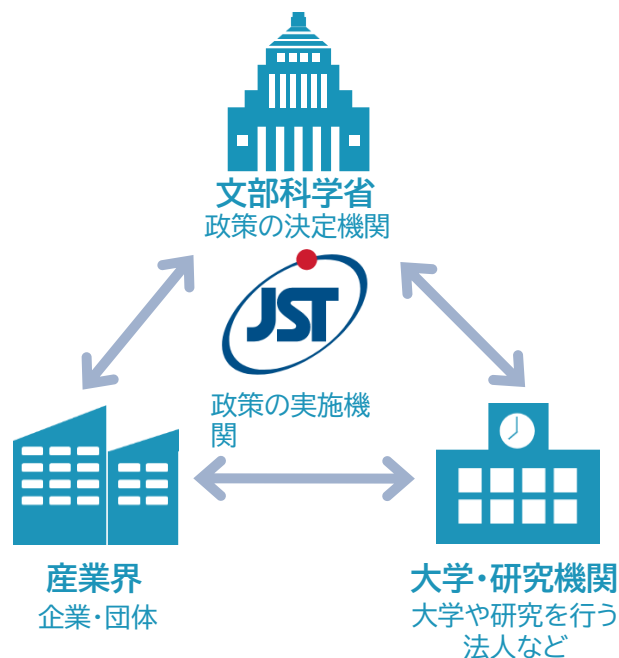 文部科学省
政策の決定機関
JST
政策の実施機
関
産業界
企業・団体
大学・研究機関
大学や研究を行う
法人など